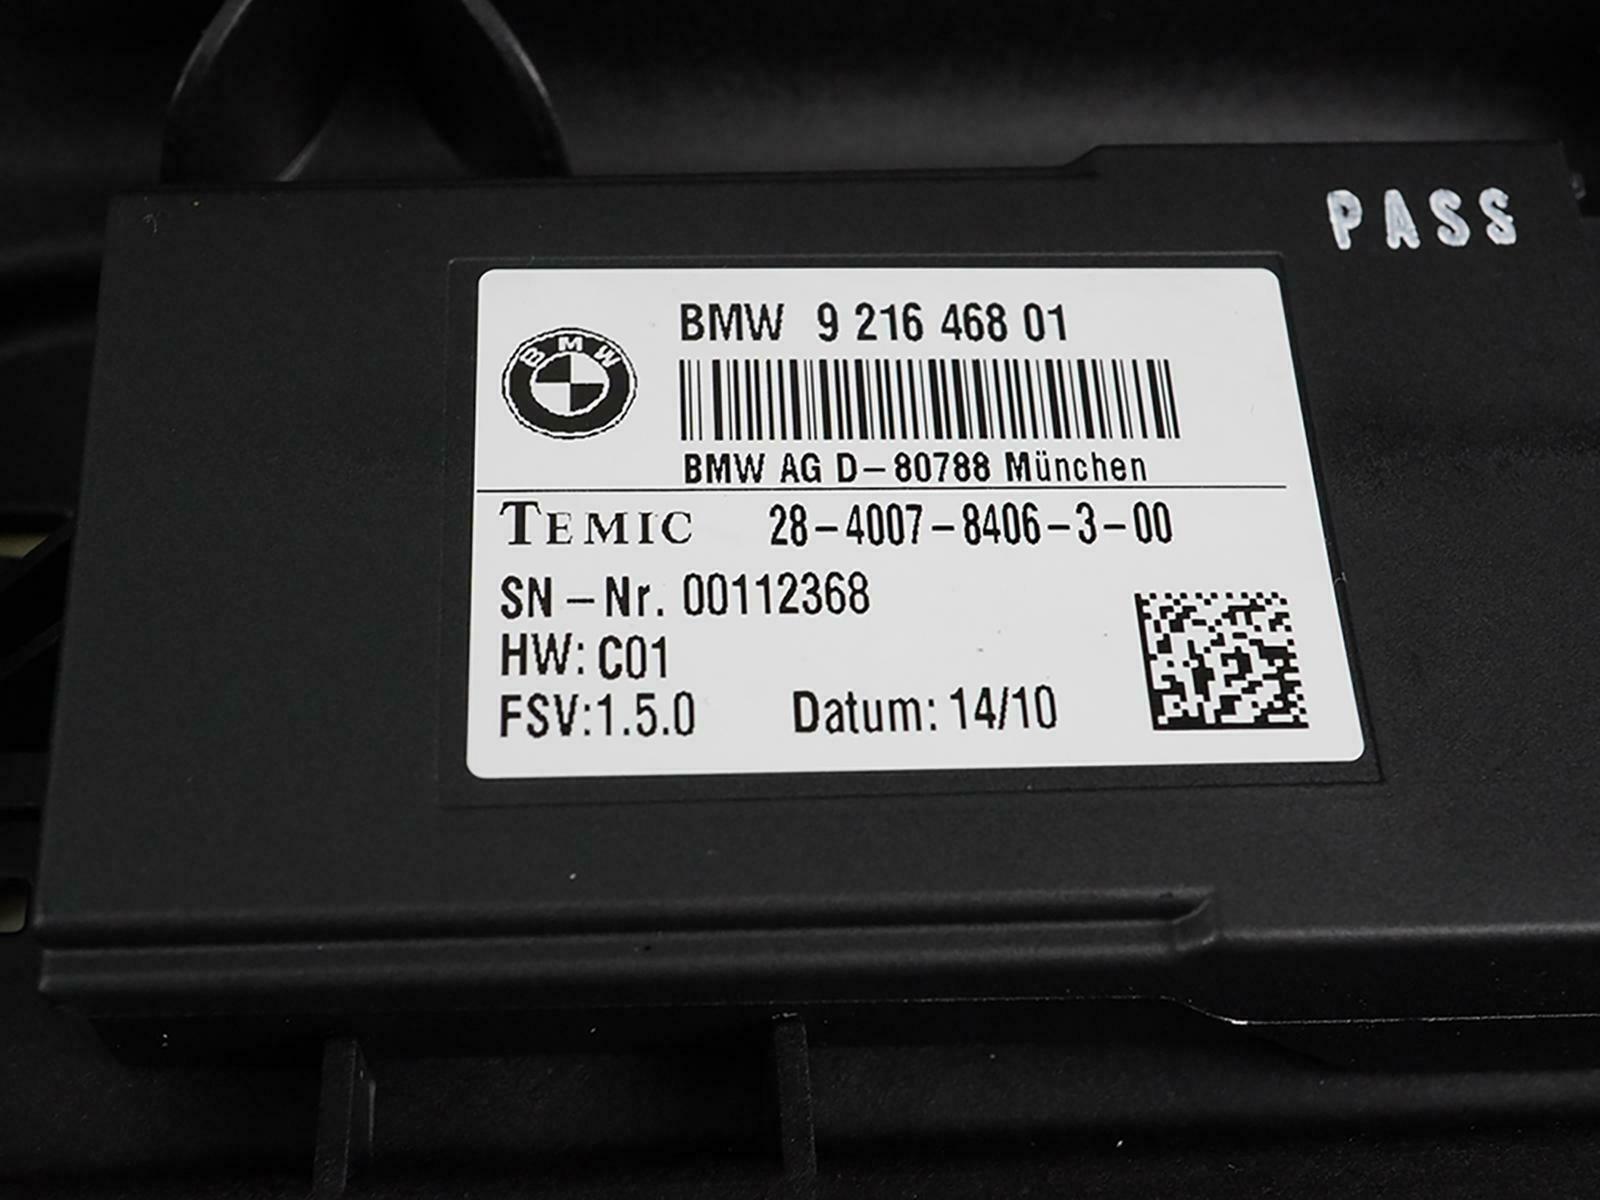 PASS
BMW 9 216 468 01
BMW
BMW AG D-80788 München
TEMIC 28-4007-8406-3-00
SN-Nr. 00112368
HW: C01
FSV:1.5.0 Datum: 14/10